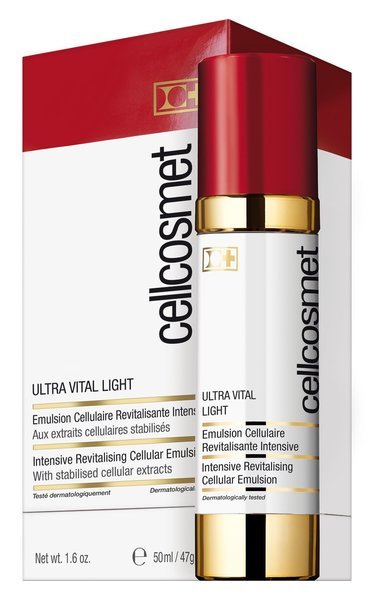 cellcosmet
ULTRA VITAL LIGHT
Emulsion Cellulaire Revitalisante Intens
Aux extraits cellulaires stabilisés
Intensive Revitalising Cellular Emulsio
With stabilised cellular extracts
Testé dermatologiquement Dermatological
Net wt. 1.6 oz. e 50ml/47g
cellcosmet
ULTRA VITAL
LIGHT
Emulsion Cellulaire
Revitalisante Intensive
Intensive Revitalising
Cellular Emulsion
Dermatologically tested